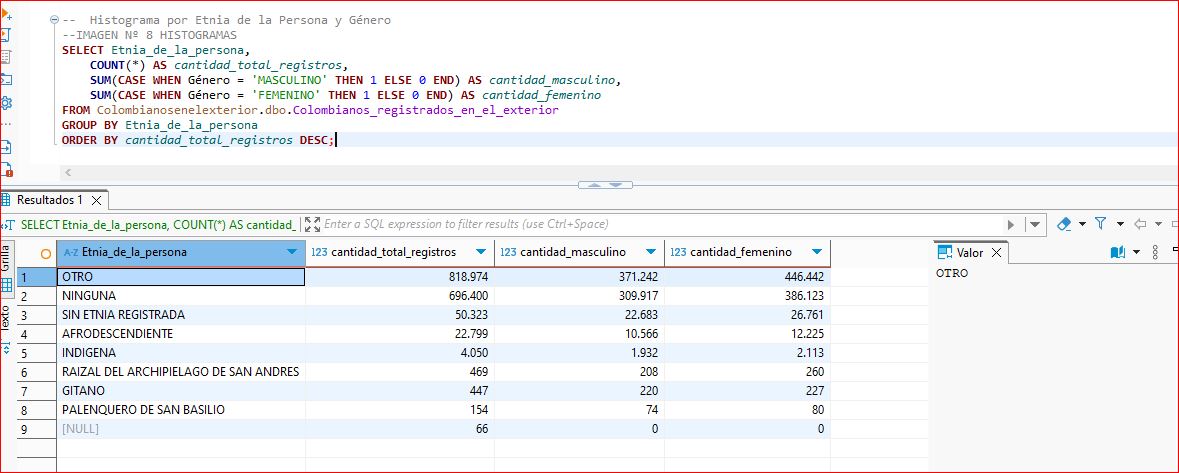 --  Histograma por Etnia de la Persona y Género
--IMAGEN Nº 8 HISTOGRAMAS
SELECT Etnia_de_la_persona,
    COUNT(*) AS cantidad_total_registros,
    SUM(CASE WHEN Género = 'MASCULINO' THEN 1 ELSE 0 END) AS cantidad_masculino,
    SUM(CASE WHEN Género = 'FEMENINO' THEN 1 ELSE 0 END) AS cantidad_femenino
FROM Colombianosenelexterior.dbo.Colombianos_registrados_en_el_exterior
GROUP BY Etnia_de_la_persona
ORDER BY cantidad_total_registros DESC;
Resultados 1
SELECT Etnia_de_la_persona, COUNT(*) AS cantidad_ Enter a SQL expression to filter results (use Ctrl+Space)
Grilla
Texto
A-Z Etnia_de_la_persona 123 cantidad_total_registros 123 cantidad_masculino 123 cantidad_femenino
1 OTRO 818.974 371.242 446.442
2 NINGUNA 696.400 309.917 386.123
3 SIN ETNIA REGISTRADA 50.323 22.683 26.761
4 AFRODESCENDIENTE 22.799 10.566 12.225
5 INDIGENA 4.050 1.932 2.113
6 RAIZAL DEL ARCHIPIELAGO DE SAN ANDRES 469 208 260
7 GITANO 447 220 227
8 PALENQUERO DE SAN BASILIO 154 74 80
9 [NULL] 66 0 0
Valor
OTRO